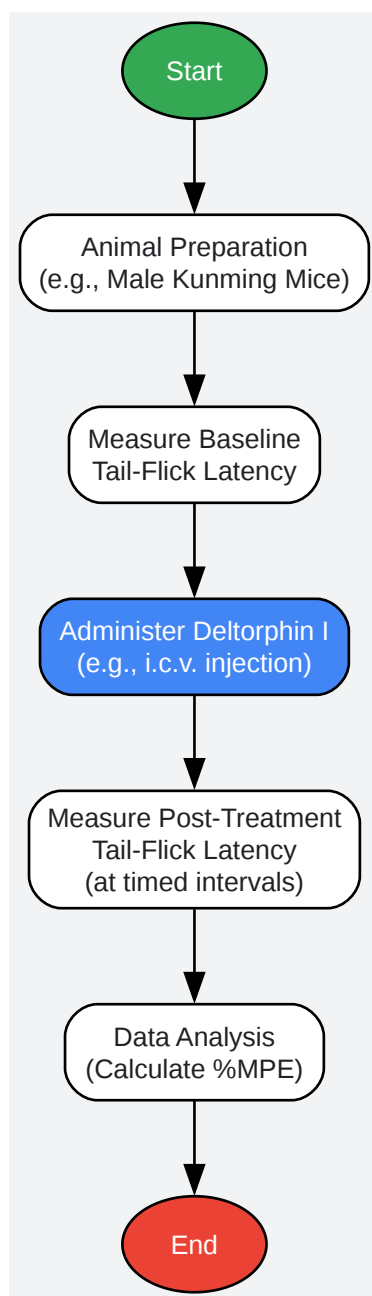 Start
Animal Preparation
(e.g., Male Kunming Mice)
Measure Baseline
Tail-Flick Latency
Administer Deltorphin I
(e.g., i.c.v. injection)
Measure Post-Treatment
Tail-Flick Latency
(at timed intervals)
Data Analysis
(Calculate %MPE)
End